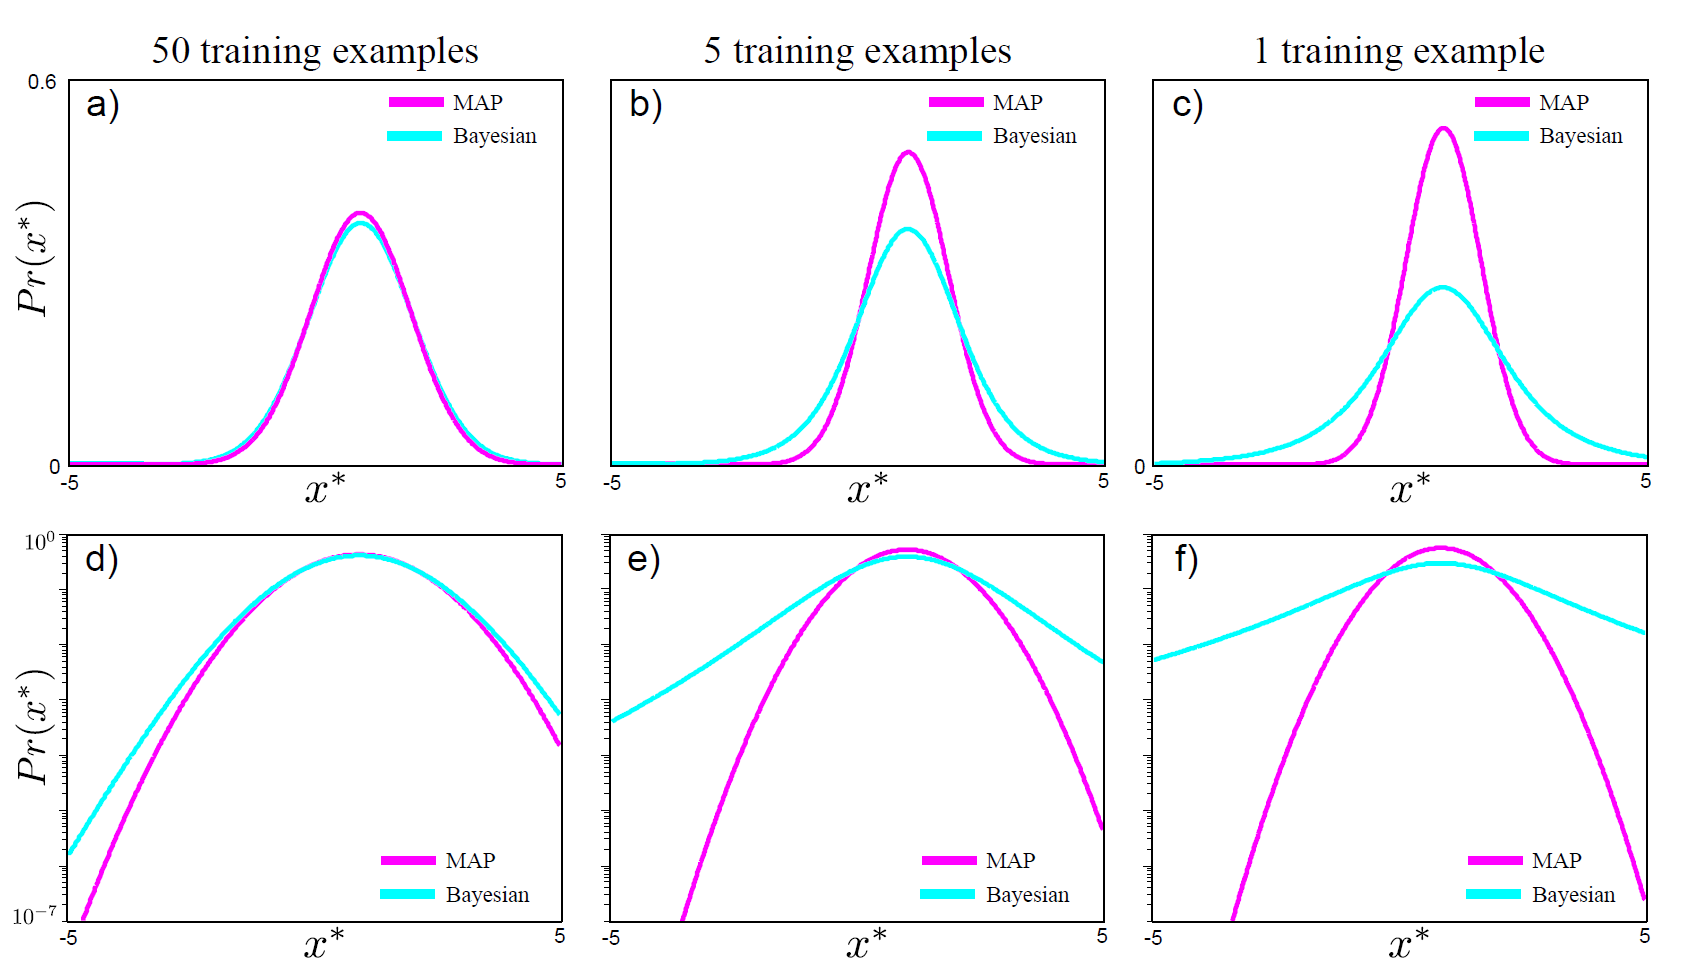 50 training examples
5 training examples
1 training example
0.6
a)
MAP
Bayesian
b)
MAP
Bayesian
c)
MAP
Bayesian
Pr(x*)
0
0
-5
x*
5
-5
x*
5
-5
x*
5
10^0
d)
e)
f)
Pr(x*)
MAP
Bayesian
MAP
Bayesian
MAP
Bayesian
10^-7
-5
x*
5
-5
x*
5
-5
x*
5